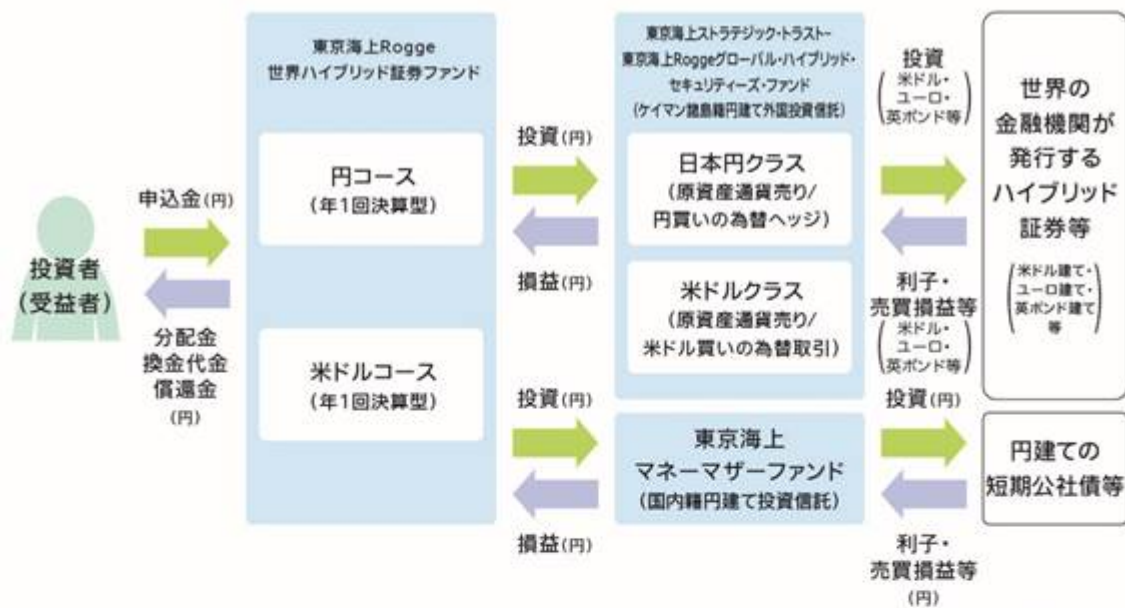 投資者
(受益者)
申込金(円)
分配金
換金代金
償還金
(円)
東京海上Rogge
世界ハイブリッド証券ファンド
円コース
(年1回決算型)
米ドルコース
(年1回決算型)
投資(円)
損益(円)
投資(円)
損益(円)
東京海上ストラテジック・トラスト-
東京海上Roggeグローバル・ハイブリッド・
セキュリティーズ・ファンド
(ケイマン諸島籍円建て外国投資信託)
日本円クラス
(原資産通貨売り/
円買いの為替ヘッジ)
米ドルクラス
(原資産通貨売り/
米ドル買いの為替取引)
東京海上
マネーマザーファンド
(国内籍円建て投資信託)
投資
(米ドル・
ユーロ・
英ポンド等)
利子・
売買損益等
(米ドル・
ユーロ・
英ポンド等)
投資(円)
利子・
売買損益等
(円)
世界の
金融機関が
発行する
ハイブリッド
証券等
(米ドル建て・
ユーロ建て・
英ポンド建て
等)
円建ての
短期公社債等